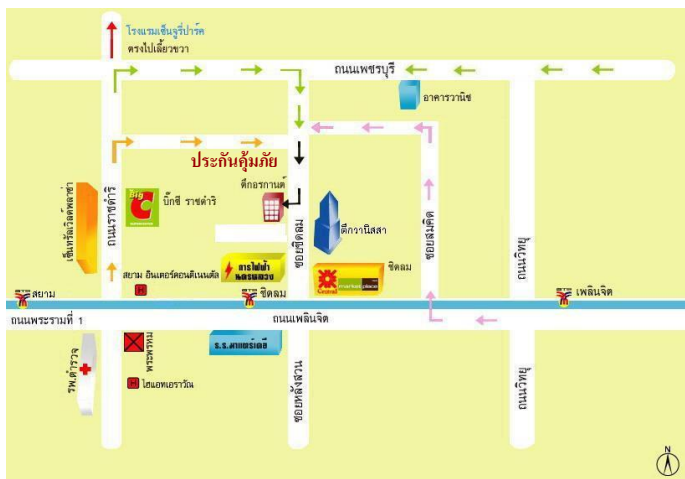 โรงแรมเซ็นจูรี่ปาร์ค
ตรงไปเลี้ยวขวา
ถนนเพชรบุรี
อาคารวานิช
ประกันคุ้มภัย
ตึกอรกานต์
Big
C
บิ๊กซี ราชดำริ
ถนนราชดำริ
เซ็นทรัลเวิลด์พลาซ่า
ซอยชิดลม
ตึกวานิสสา
ซอยสมคิด
ถนนวิทยุ
การไฟฟ้า
นครหลวง
ชิดลม
Central
market place
สยาม อินเตอร์คอนติเนนตัล
H
สยาม
ชิดลม
เพลินจิต
ถนนพระรามที่ 1
ถนนเพลินจิต
พระพรหม
ร.ร.มาแตร์เดอี
รพ.ตำรวจ
H ไฮแอทเอราวัณ
ซอยหลังสวน
ถนนวิทยุ
N